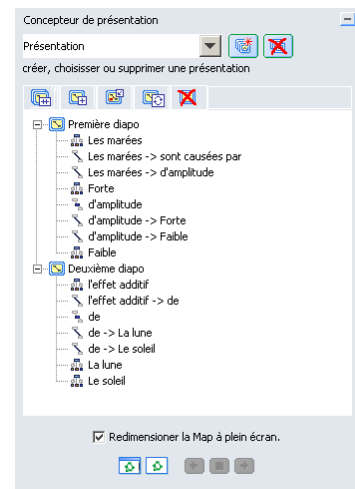 Concepteur de présentation
Présentation
créer, choisisser ou supprimer une présentation
Première diapo
Les marées
Les marées -> sont causées par
Les marées -> d'amplitude
Forte
d'amplitude
d'amplitude -> Forte
d'amplitude -> Faible
Faible
Deuxième diapo
l'effet additif
l'effet additif -> de
de
de -> La lune
de -> Le soleil
La lune
Le soleil
Redimensioner la Map à plein écran.